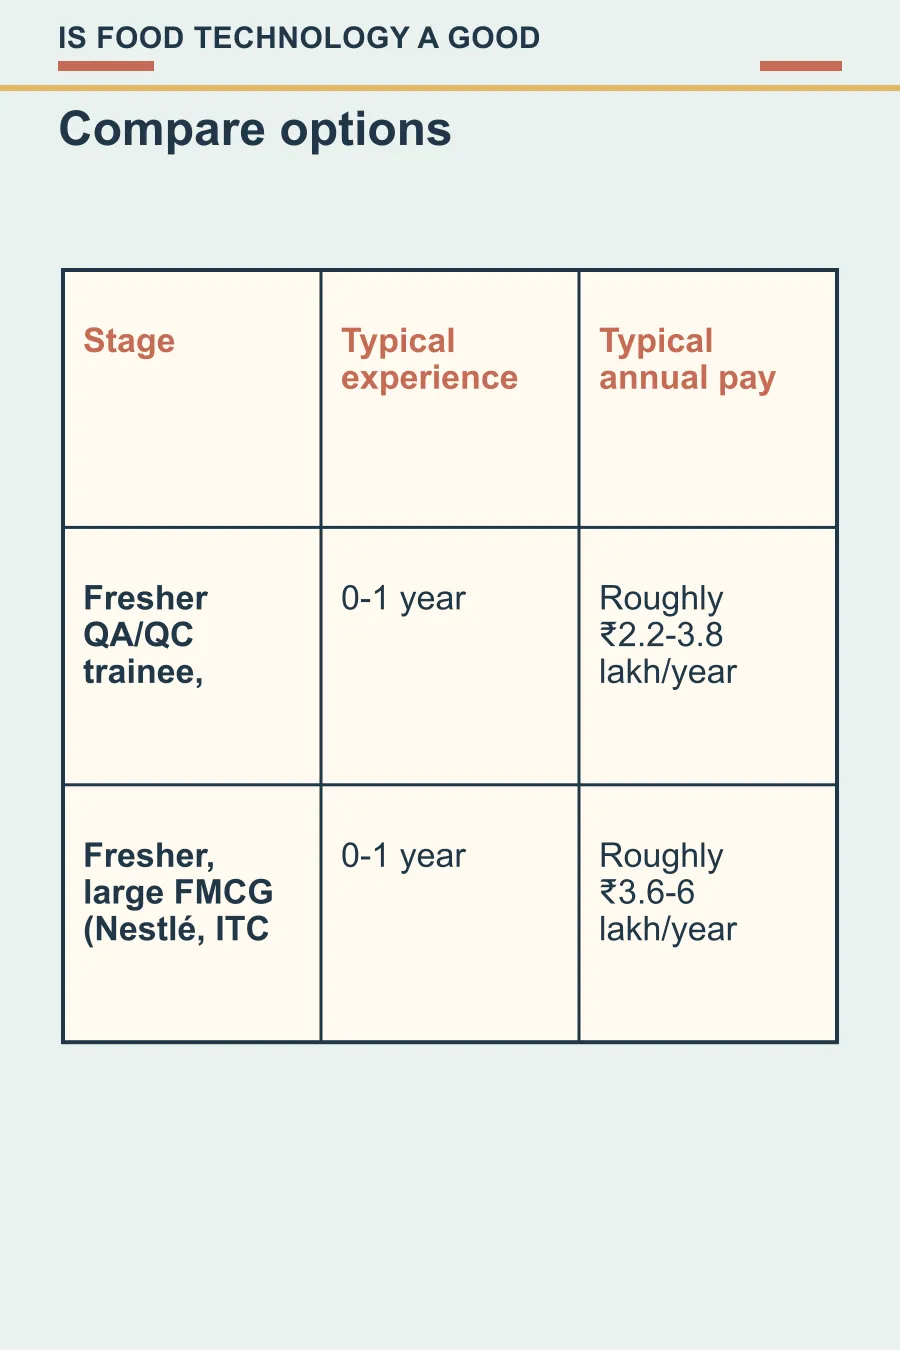 IS FOOD TECHNOLOGY A GOOD
Compare options
Stage
Typical
experience
Typical
annual pay
Fresher
QA/QC
trainee,
0-1 year
Roughly
₹2.2-3.8
lakh/year
Fresher,
large FMCG
(Nestlé, ITC
0-1 year
Roughly
₹3.6-6
lakh/year